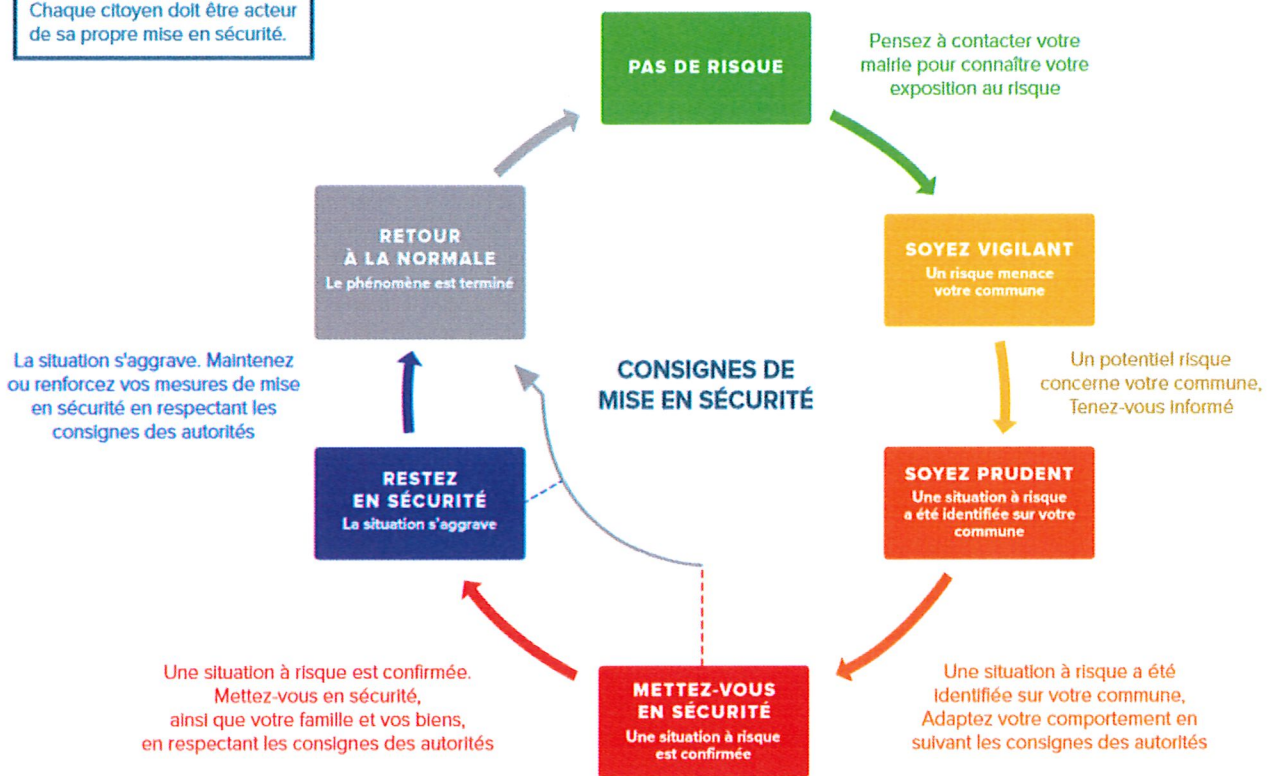 Chaque citoyen doit être acteur
de sa propre mise en sécurité.
PAS DE RISQUE
Pensez à contacter votre
mairie pour connaître votre
exposition au risque
SOYEZ VIGILANT
Un risque menace
votre commune
Un potentiel risque
concerne votre commune,
Tenez-vous informé
SOYEZ PRUDENT
Une situation à risque
a été identifiée sur votre
commune
Une situation à risque a été
identifiée sur votre commune,
Adaptez votre comportement en
suivant les consignes des autorités
METTEZ-VOUS
EN SÉCURITÉ
Une situation à risque
est confirmée
Une situation à risque est confirmée.
Mettez-vous en sécurité,
ainsi que votre famille et vos biens,
en respectant les consignes des autorités
RESTEZ
EN SÉCURITÉ
La situation s'aggrave
La situation s'aggrave. Maintenez
ou renforcez vos mesures de mise
en sécurité en respectant les
consignes des autorités
RETOUR
À LA NORMALE
Le phénomène est terminé
CONSIGNES DE
MISE EN SÉCURITÉ